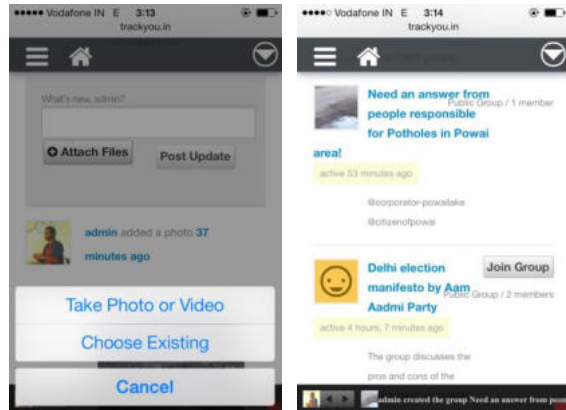 Vodafone IN E 3:13
trackyou.in
What's new, admin?
Attach Files
Post Update
admin added a photo 37
minutes ago
Take Photo or Video
Choose Existing
Cancel
Vodafone IN E 3:14
trackyou.in
Need an answer from
Public Group / 1 member
people responsible
for Potholes in Powai
area!
active 53 minutes ago
@corporator-powailake
@citizenofpowai
Delhi election
Join Group
manifesto by Aam
Public Group / 2 members
Aadmi Party
active 4 hours, 7 minutes ago
The group discusses the
pros and cons of the
admin created the group Need an answer from peop